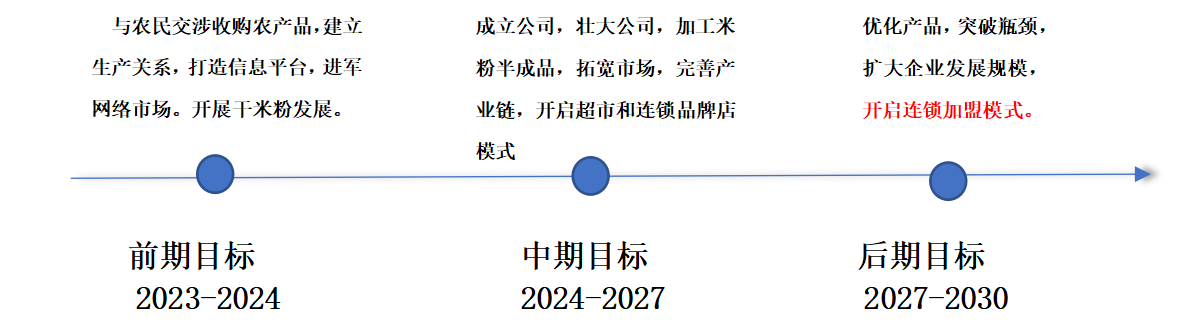 与农民交涉收购农产品，建立
生产关系，打造信息平台，进军
网络市场。开展干米粉发展。
成立公司，壮大公司，加工米
粉半成品，拓宽市场，完善产
业链，开启超市和连锁品牌店
模式
优化产品，突破瓶颈，
扩大企业发展规模，
开启连锁加盟模式。
前期目标
2023-2024
中期目标
2024-2027
后期目标
2027-2030